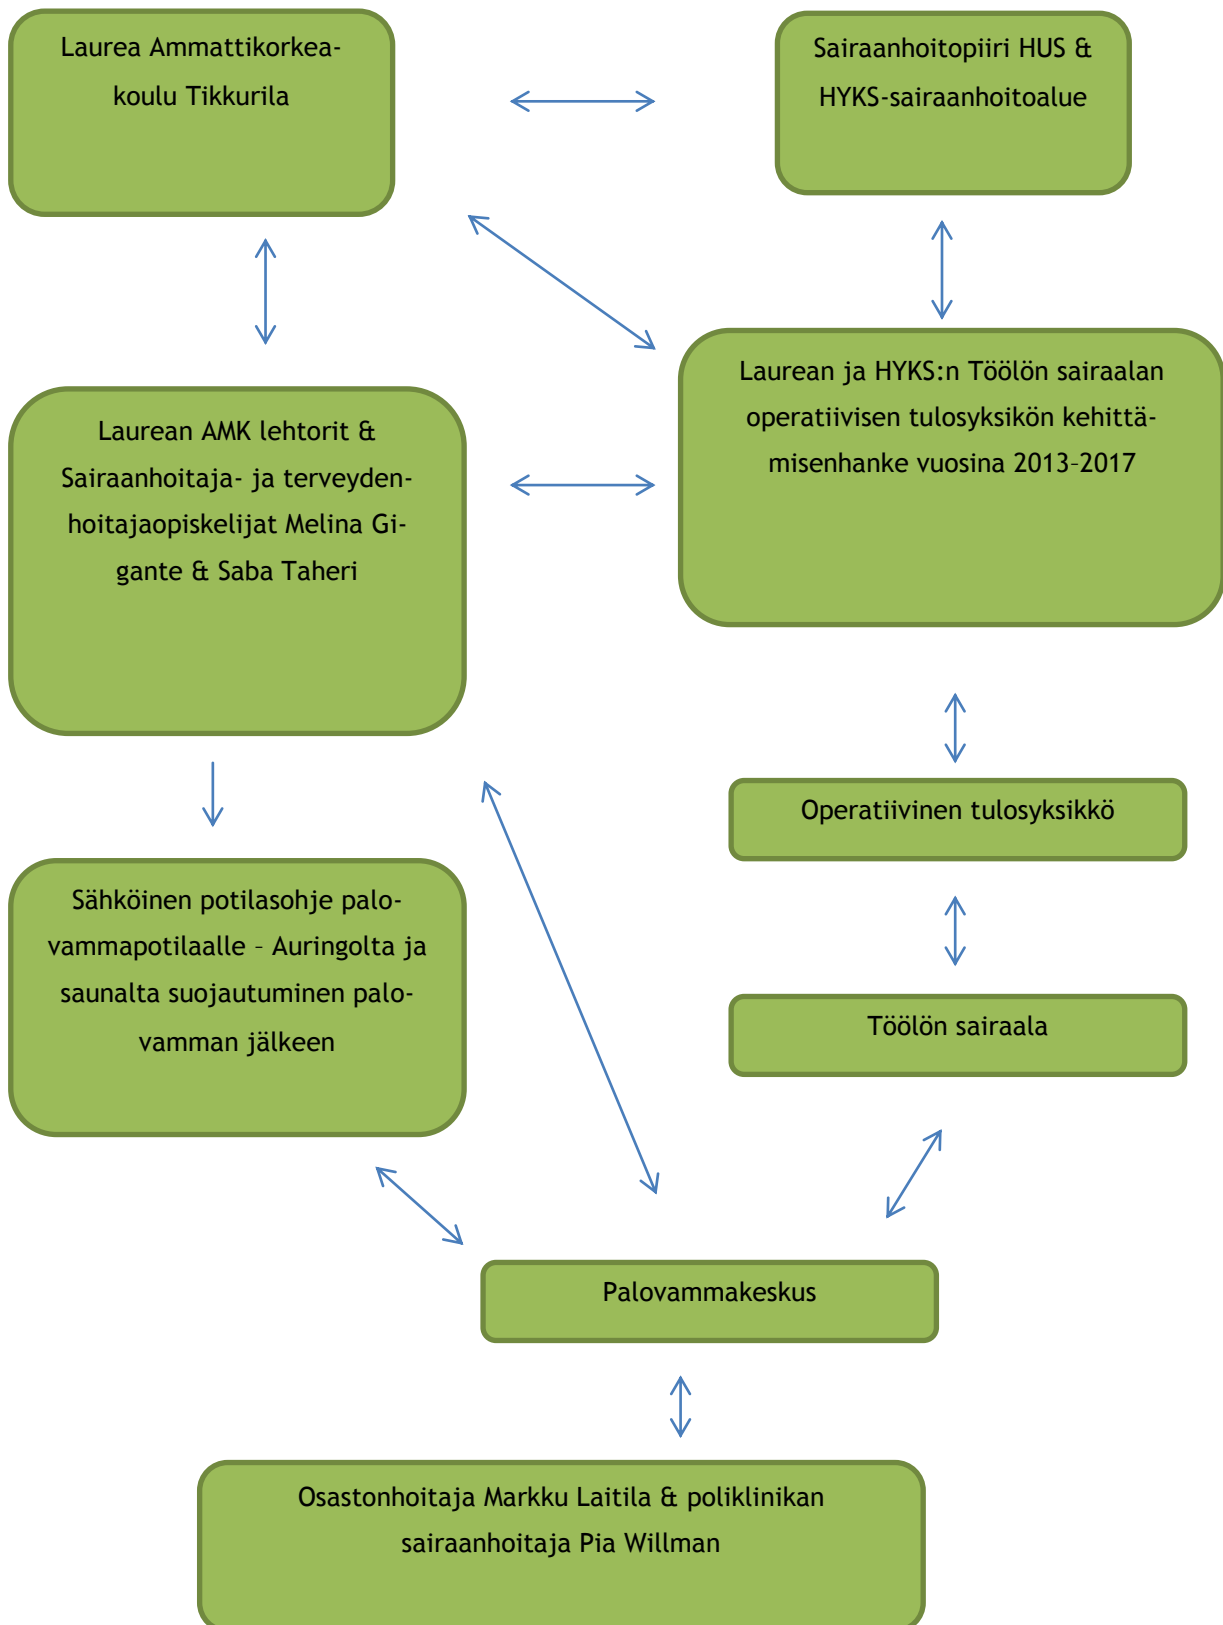 Laurea Ammattikorkea-
koulu Tikkurila
Sairaanhoitopiiri HUS &
HYKS-sairaanhoitoalue
Laurean ja HYKS:n Töölön sairaalan
operatiivisen tulosyksikön kehittä-
misenhanke vuosina 2013–2017
Laurean AMK lehtorit &
Sairaanhoitaja- ja terveyden-
hoitajaopiskelijat Melina Gi-
gante & Saba Taheri
Operatiivinen tulosyksikkö
Sähköinen potilasohje palo-
vammapotilaalle – Auringolta ja
saunalta suojautuminen palo-
vamman jälkeen
Töölön sairaala
Palovammakeskus
Osastonhoitaja Markku Laitila & poliklinikan
sairaanhoitaja Pia Willman